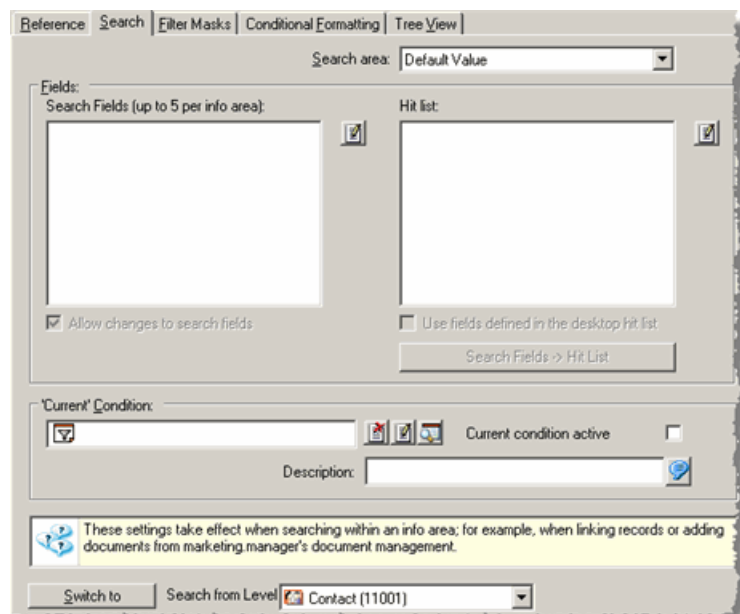 Reference Search Filter Masks Conditional Formatting Tree View
Search area: Default Value
Fields:
Search Fields (up to 5 per info area): Hit list:
Allow changes to search fields Use fields defined in the desktop hit list
Search Fields -> Hit List
'Current' Condition:
Current condition active
Description:
These settings take effect when searching within an info area; for example, when linking records or adding
documents from marketing.manager's document management.
Switch to Search from Level Contact (11001)